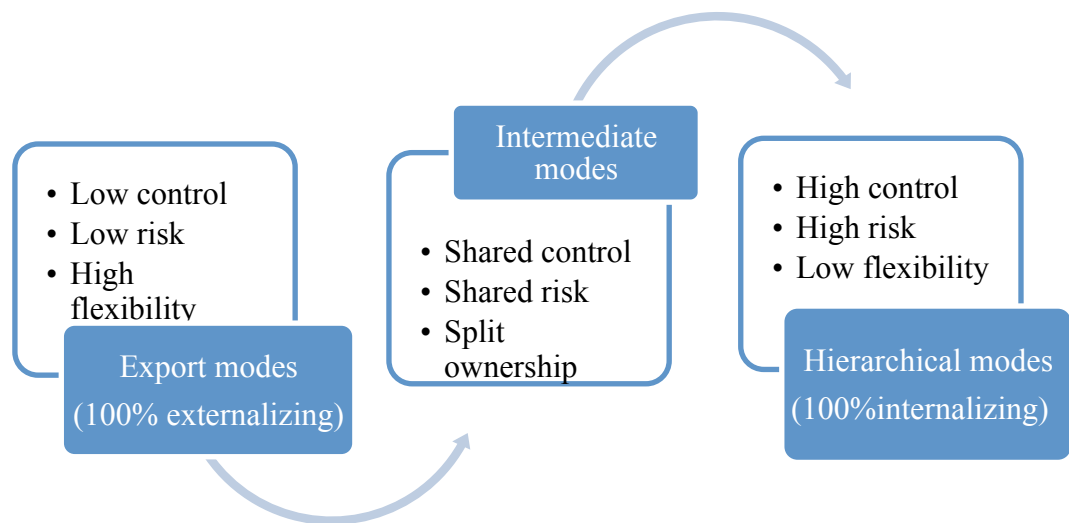 • Low control
• Low risk
• High
flexibility
Export modes
(100% externalizing)
Intermediate
modes
• Shared control
• Shared risk
• Split
ownership
• High control
• High risk
• Low flexibility
Hierarchical modes
(100%internalizing)